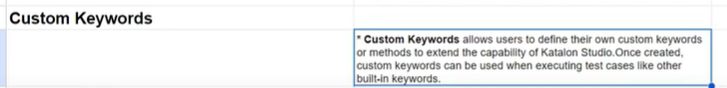 Custom Keywords
* Custom Keywords allows users to define their own custom keywords
or methods to extend the capability of Katalon Studio.Once created,
custom keywords can be used when executing test cases like other
built-in keywords.